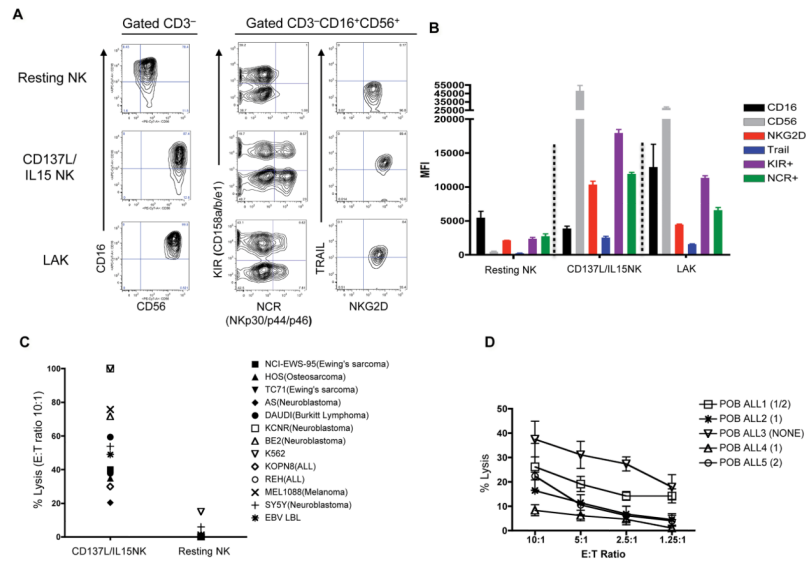 A
Gated CD3⁻
Gated CD3⁻CD16⁺CD56⁺
Resting NK
CD137L/
IL15 NK
LAK
CD16
CD56
KIR (CD158a/b/e1)
NCR
(NKp30/p44/p46)
TRAIL
NKG2D
B
55000
45000
35000
25000
20000
15000
10000
5000
0
MFI
Resting NK
CD137L/IL15NK
LAK
CD16
CD56
NKG2D
Trail
KIR+
NCR+
C
% Lysis (E:T ratio 10:1)
100
80
60
40
20
0
CD137L/IL15NK
Resting NK
NCI-EWS-95(Ewing's sarcoma)
HOS(Osteosarcoma)
TC71(Ewing's sarcoma)
AS(Neuroblastoma)
DAUDI(Burkitt Lymphoma)
KCNR(Neuroblastoma)
BE2(Neuroblastoma)
K562
KOPN8(ALL)
REH(ALL)
MEL1088(Melanoma)
SY5Y(Neuroblastoma)
EBV LBL
D
% Lysis
50
40
30
20
10
0
10:1
5:1
2.5:1
1.25:1
E:T Ratio
POB ALL1 (1/2)
POB ALL2 (1)
POB ALL3 (NONE)
POB ALL4 (1)
POB ALL5 (2)